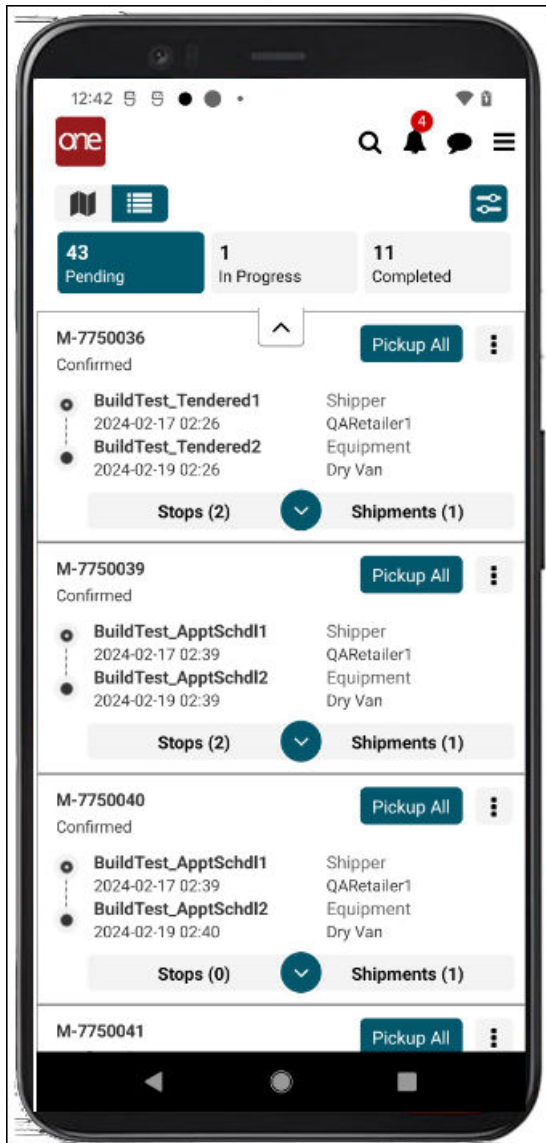 12:42
one
4
43
Pending
1
In Progress
11
Completed
M-7750036
Confirmed
Pickup All
BuildTest_Tendered1
2024-02-17 02:26
BuildTest_Tendered2
2024-02-19 02:26
Shipper
QARetailer1
Equipment
Dry Van
Stops (2)
Shipments (1)
M-7750039
Confirmed
Pickup All
BuildTest_ApptSchdl1
2024-02-17 02:39
BuildTest_ApptSchdl2
2024-02-19 02:39
Shipper
QARetailer1
Equipment
Dry Van
Stops (2)
Shipments (1)
M-7750040
Confirmed
Pickup All
BuildTest_ApptSchdl1
2024-02-17 02:39
BuildTest_ApptSchdl2
2024-02-19 02:40
Shipper
QARetailer1
Equipment
Dry Van
Stops (0)
Shipments (1)
M-7750041
Pickup All